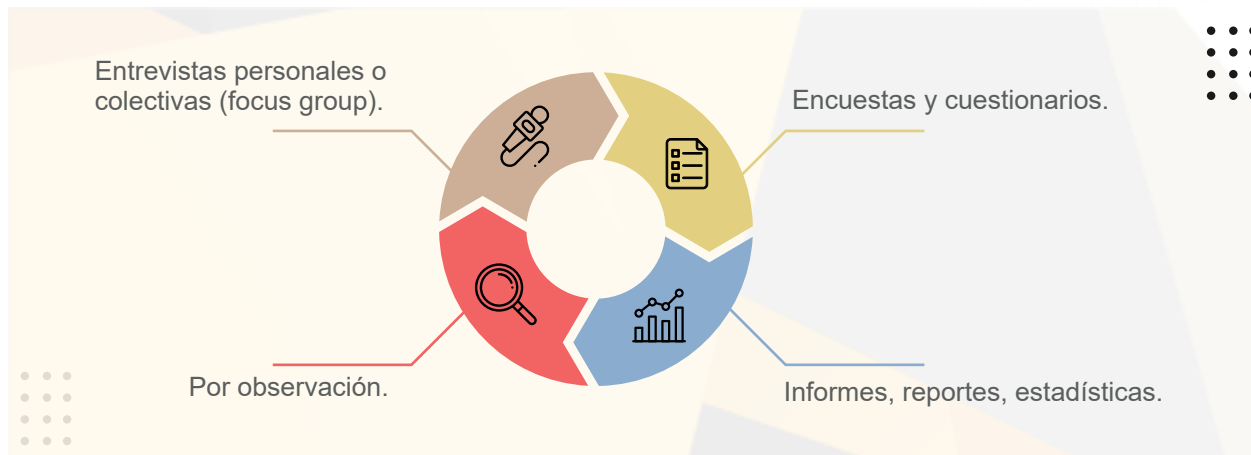 Entrevistas personales o
colectivas (focus group).
Encuestas y cuestionarios.
Por observación.
Informes, reportes, estadísticas.